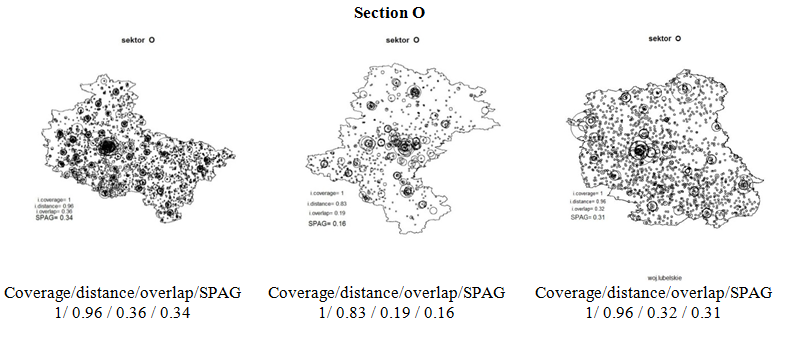 Section O
sektor O
i.coverage= 1
i.distance= 0.96
i.overlap= 0.36
SPAG= 0.34
sektor O
i.coverage= 1
i.distance= 0.83
i.overlap= 0.19
SPAG= 0.16
sektor O
i.coverage= 1
i.distance= 0.96
i.overlap= 0.32
SPAG= 0.31
woj.lubelskie
Coverage/distance/overlap/SPAG
1/ 0.96 / 0.36 / 0.34
Coverage/distance/overlap/SPAG
1/ 0.83 / 0.19 / 0.16
Coverage/distance/overlap/SPAG
1/ 0.96 / 0.32 / 0.31